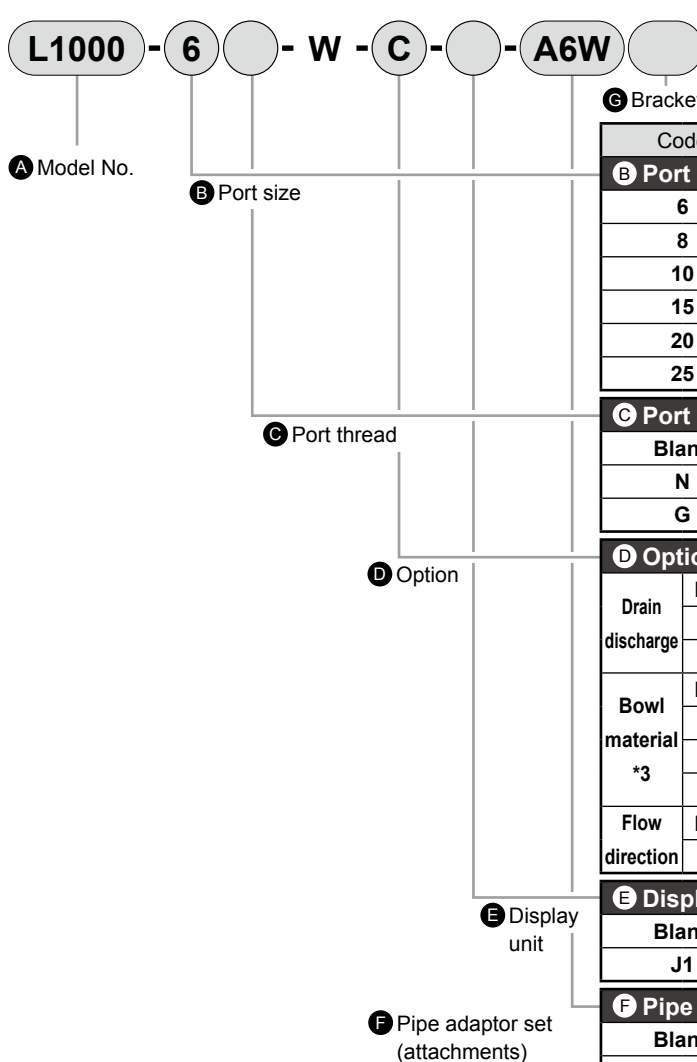 L1000 - 6 - W - C - - A6W
G Bracke
A Model No.
B Port size
Cod
B Port
6
8
10
15
20
25
C Port thread
C Port
Blan
N
G
D Option
D Optio
Drain
discharge
Bowl
material
*3
Flow
direction
E Display
unit
E Displ
Blan
J1
F Pipe adaptor set
(attachments)
F Pipe
Blan